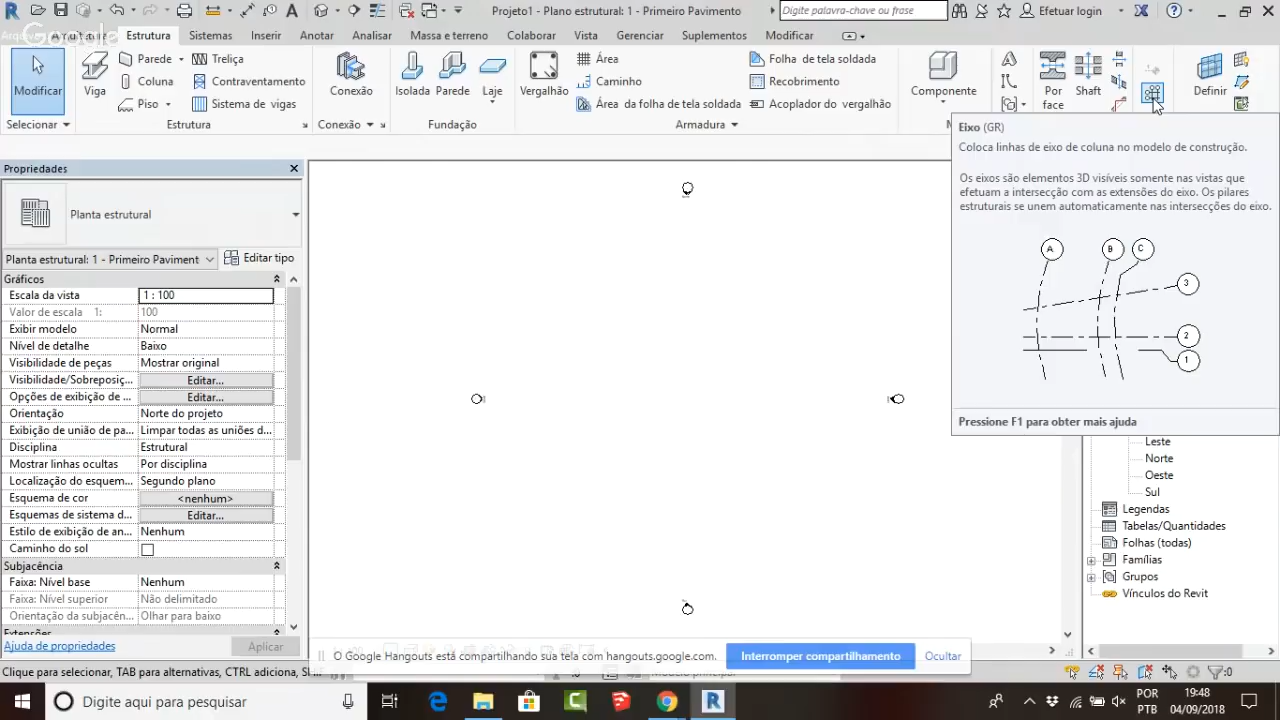 Projeto1 - Plano estrutural: 1 - Primeiro Pavimento
Digite palavra-chave ou frase
Efetuar login
Google
Estrutura
Sistemas
Inserir
Anotar
Analisar
Massa e terreno
Colaborar
Vista
Gerenciar
Suplementos
Modificar
Modificar
Viga
Parede
Coluna
Piso
Treliça
Contraventamento
Sistema de vigas
Conexão
Isolada
Parede
Laje
Vergalhão
Área
Caminho
Área da folha de tela soldada
Folha de tela soldada
Recobrimento
Acoplador do vergalhão
Componente
Por
face
Shaft
Definir
Selecionar
Estrutura
Conexão
Fundação
Armadura
Eixo (GR)
Coloca linhas de eixo de coluna no modelo de construção.
Os eixos são elementos 3D visíveis somente nas vistas que
efetuam a intersecção com as extensões do eixo. Os pilares
estruturais se unem automaticamente nas intersecções do eixo.
A
B
C
3
2
1
Pressione F1 para obter mais ajuda
Propriedades
Planta estrutural
Planta estrutural: 1 - Primeiro Paviment
Editar tipo
Gráficos
Escala da vista 1 : 100
Valor de escala 1: 100
Exibir modelo Normal
Nível de detalhe Baixo
Visibilidade de peças Mostrar original
Visibilidade/Sobreposiç... Editar...
Opções de exibição de ... Editar...
Orientação Norte do projeto
Exibição de união de pa... Limpar todas as uniões d...
Disciplina Estrutural
Mostrar linhas ocultas Por disciplina
Localização do esquem... Segundo plano
Esquema de cor <nenhum>
Esquemas de sistema d... Editar...
Estilo de exibição de an... Nenhum
Caminho do sol
Subjacência
Faixa: Nível base Nenhum
Faixa: Nível superior Não delimitado
Orientação da subjacên... Olhar para baixo
Extensões
Ajuda de propriedades
Aplicar
Leste
Norte
Oeste
Sul
Legendas
Tabelas/Quantidades
Folhas (todas)
Famílias
Grupos
Vínculos do Revit
O Google Hangouts está compartilhando sua tela com hangouts.google.com.
Interromper compartilhamento
Ocultar
Clique para selecionar, TAB para alternativas, CTRL adiciona, SHIF
Modelo principal
:0
Digite aqui para pesquisar
POR
PTB
19:48
04/09/2018